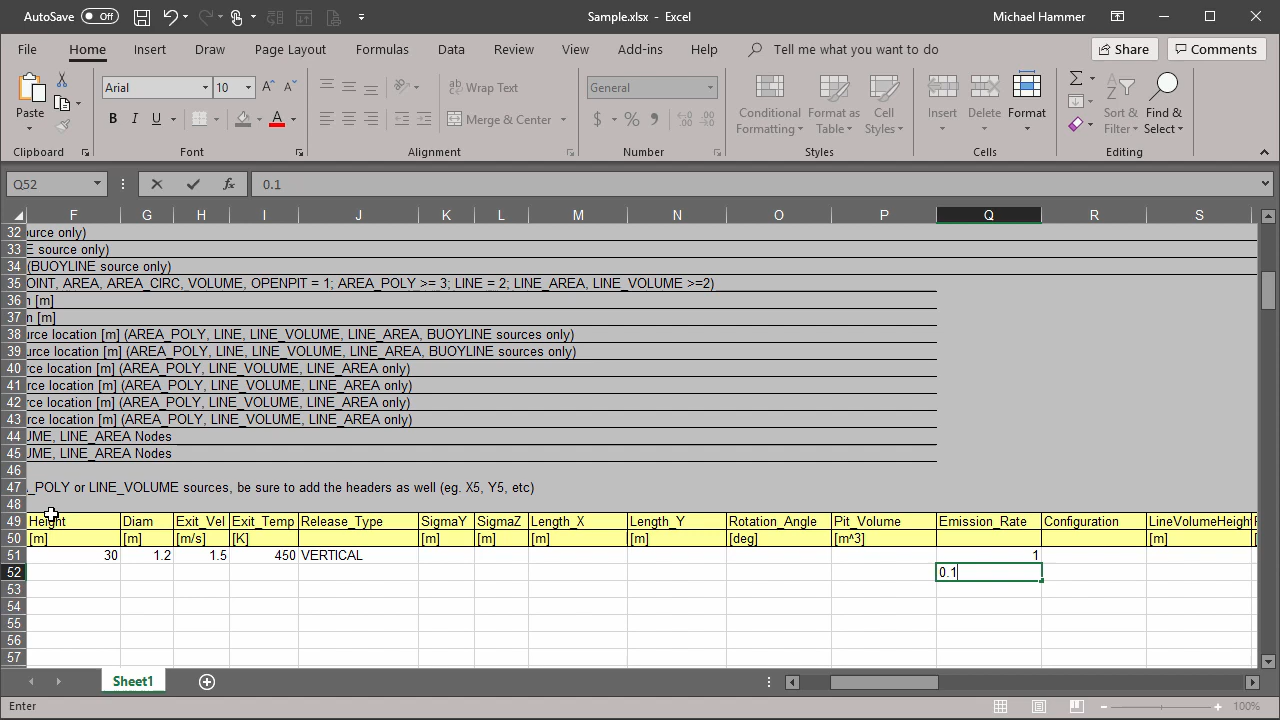 AutoSave Off Sample.xlsx - Excel Michael Hammer
File Home Insert Draw Page Layout Formulas Data Review View Add-ins Help Tell me what you want to do Share Comments
Paste Arial 10 Wrap Text General Conditional Formatting Format as Table Cell Styles Insert Delete Format Sort & Filter Find & Select
B I U A Merge & Center $ % ,
Clipboard Font Alignment Number Styles Cells Editing
Q52 fx 0.1
F G H I J K L M N O P Q R S
32 urce only)
33 E source only)
34 (BUOYLINE source only)
35 OINT, AREA, AREA_CIRC, VOLUME, OPENPIT = 1; AREA_POLY >= 3; LINE = 2; LINE_AREA, LINE_VOLUME >=2)
36 n [m]
37 n [m]
38 urce location [m] (AREA_POLY, LINE, LINE_VOLUME, LINE_AREA, BUOYLINE sources only)
39 urce location [m] (AREA_POLY, LINE, LINE_VOLUME, LINE_AREA, BUOYLINE sources only)
40 rce location [m] (AREA_POLY, LINE_VOLUME, LINE_AREA only)
41 rce location [m] (AREA_POLY, LINE_VOLUME, LINE_AREA only)
42 rce location [m] (AREA_POLY, LINE_VOLUME, LINE_AREA only)
43 rce location [m] (AREA_POLY, LINE_VOLUME, LINE_AREA only)
44 UME, LINE_AREA Nodes
45 UME, LINE_AREA Nodes
46
47 _POLY or LINE_VOLUME sources, be sure to add the headers as well (eg. X5, Y5, etc)
48
49 Height Diam Exit_Vel Exit_Temp Release_Type SigmaY SigmaZ Length_X Length_Y Rotation_Angle Pit_Volume Emission_Rate Configuration LineVolumeHeigh
50 [m] [m] [m/s] [K] [m] [m] [m] [m] [deg] [m^3] [m]
51 30 1.2 1.5 450 VERTICAL 1
52 0.1
53
54
55
56
57
Sheet1
Enter 100%